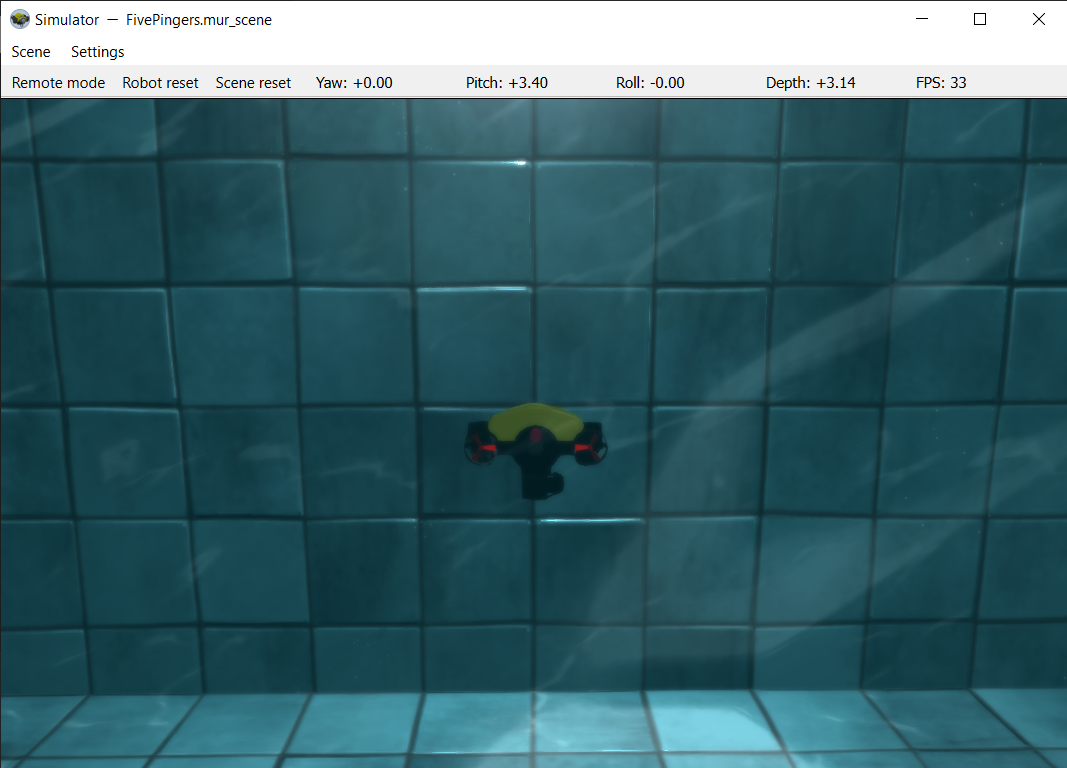 Simulator — FivePingers.mur_scene
Scene Settings
Remote mode Robot reset Scene reset Yaw: +0.00 Pitch: +3.40 Roll: -0.00 Depth: +3.14 FPS: 33